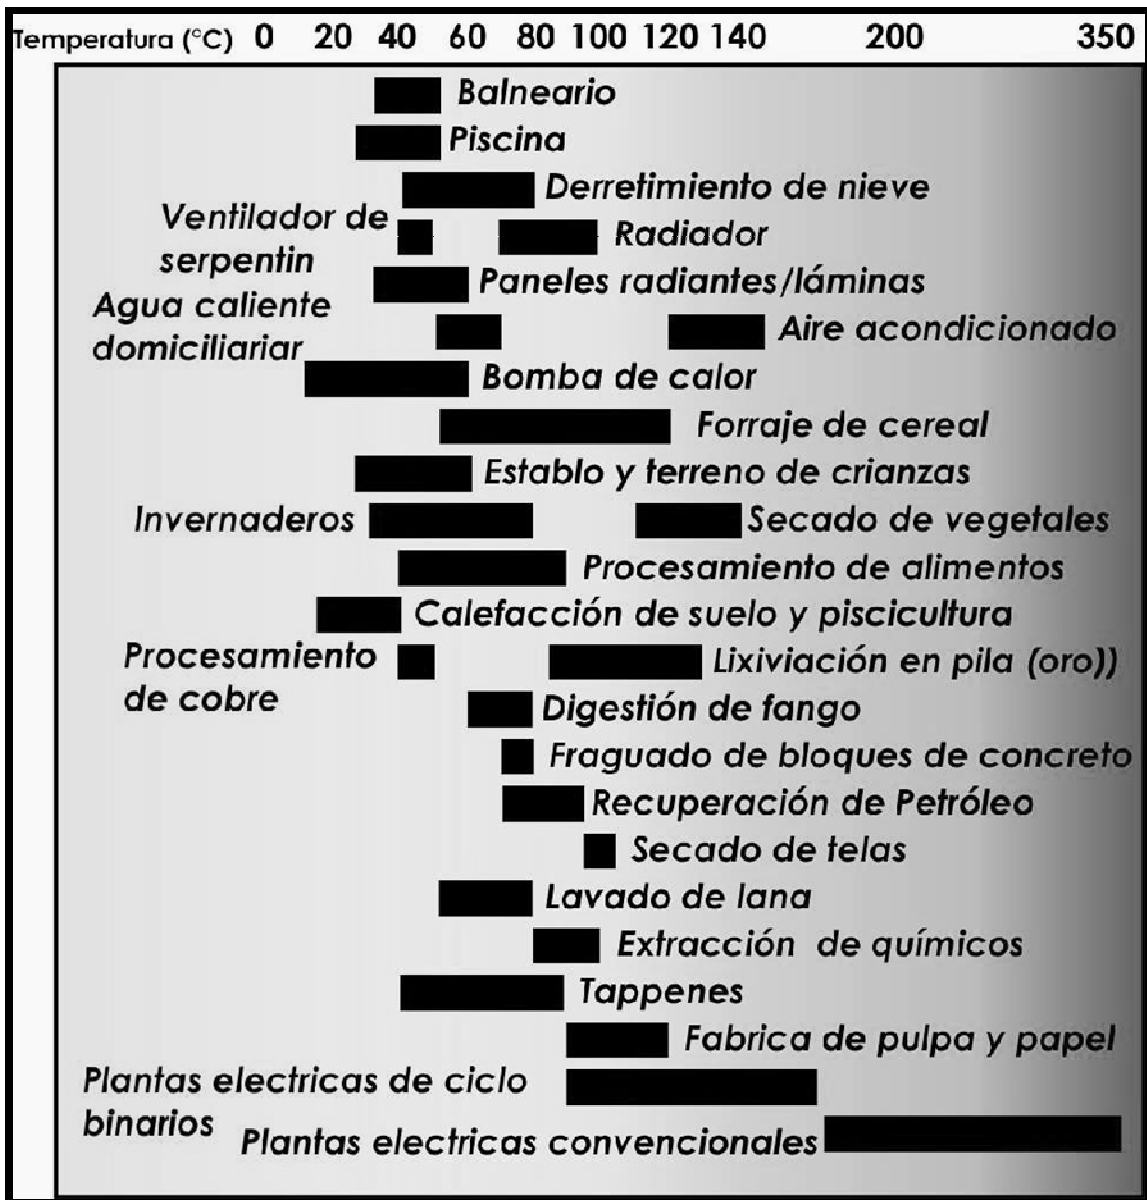 Temperatura (°C) 0 20 40 60 80 100 120 140 200 350
Balneario
Piscina
Derretimiento de nieve
Ventilador de
serpentin
Radiador
Paneles radiantes/láminas
Agua caliente
domiciliariar
Aire acondicionado
Bomba de calor
Forraje de cereal
Establo y terreno de crianzas
Invernaderos
Secado de vegetales
Procesamiento de alimentos
Calefacción de suelo y piscicultura
Procesamiento
de cobre
Lixiviación en pila (oro))
Digestión de fango
Fraguado de bloques de concreto
Recuperación de Petróleo
Secado de telas
Lavado de lana
Extracción de químicos
Tappenes
Fabrica de pulpa y papel
Plantas electricas de ciclo
binarios
Plantas electricas convencionales